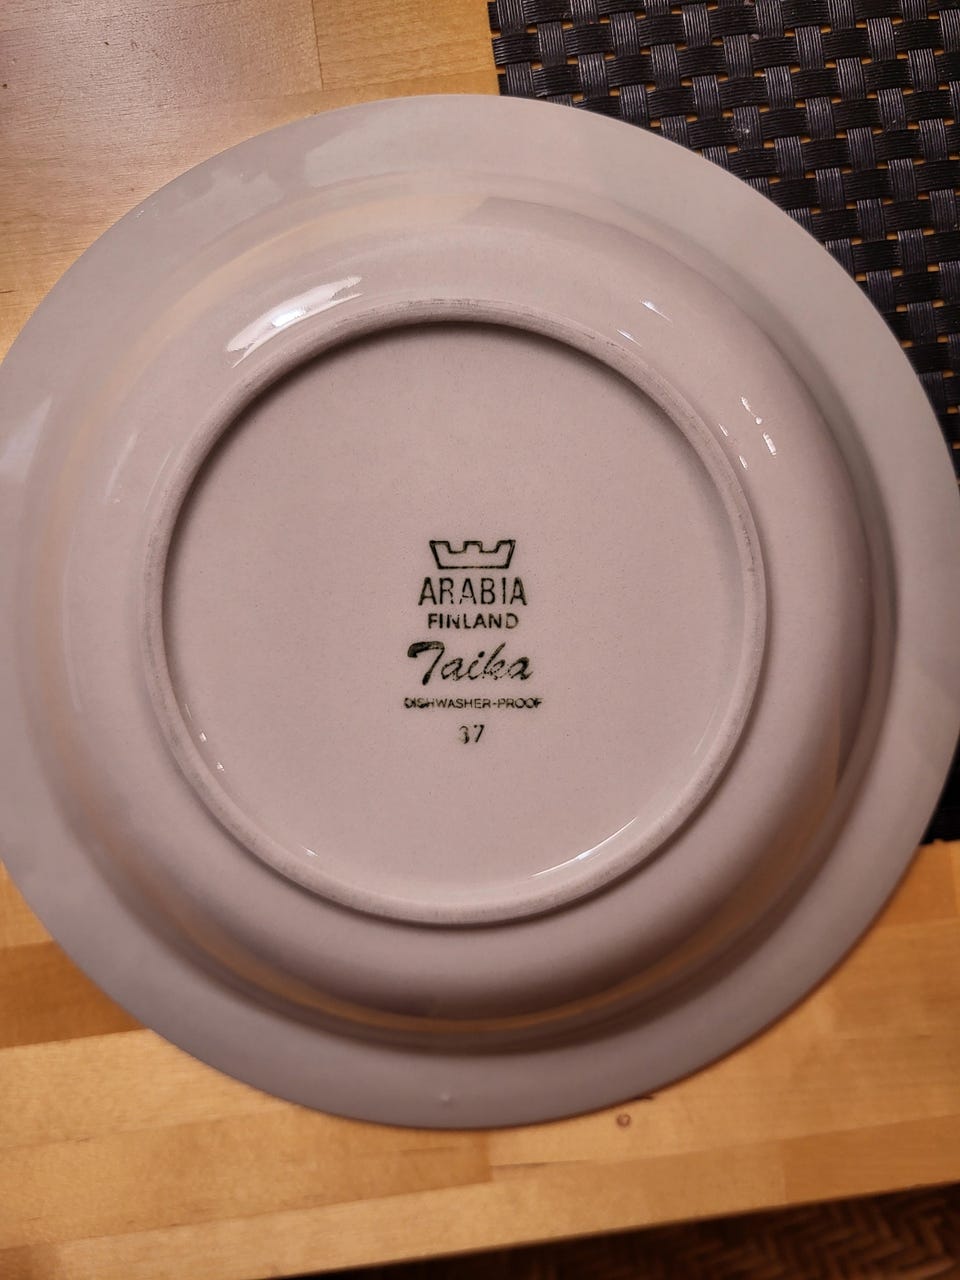 ARABIA
FINLAND
Taika
DISHWASHER-PROOF
37